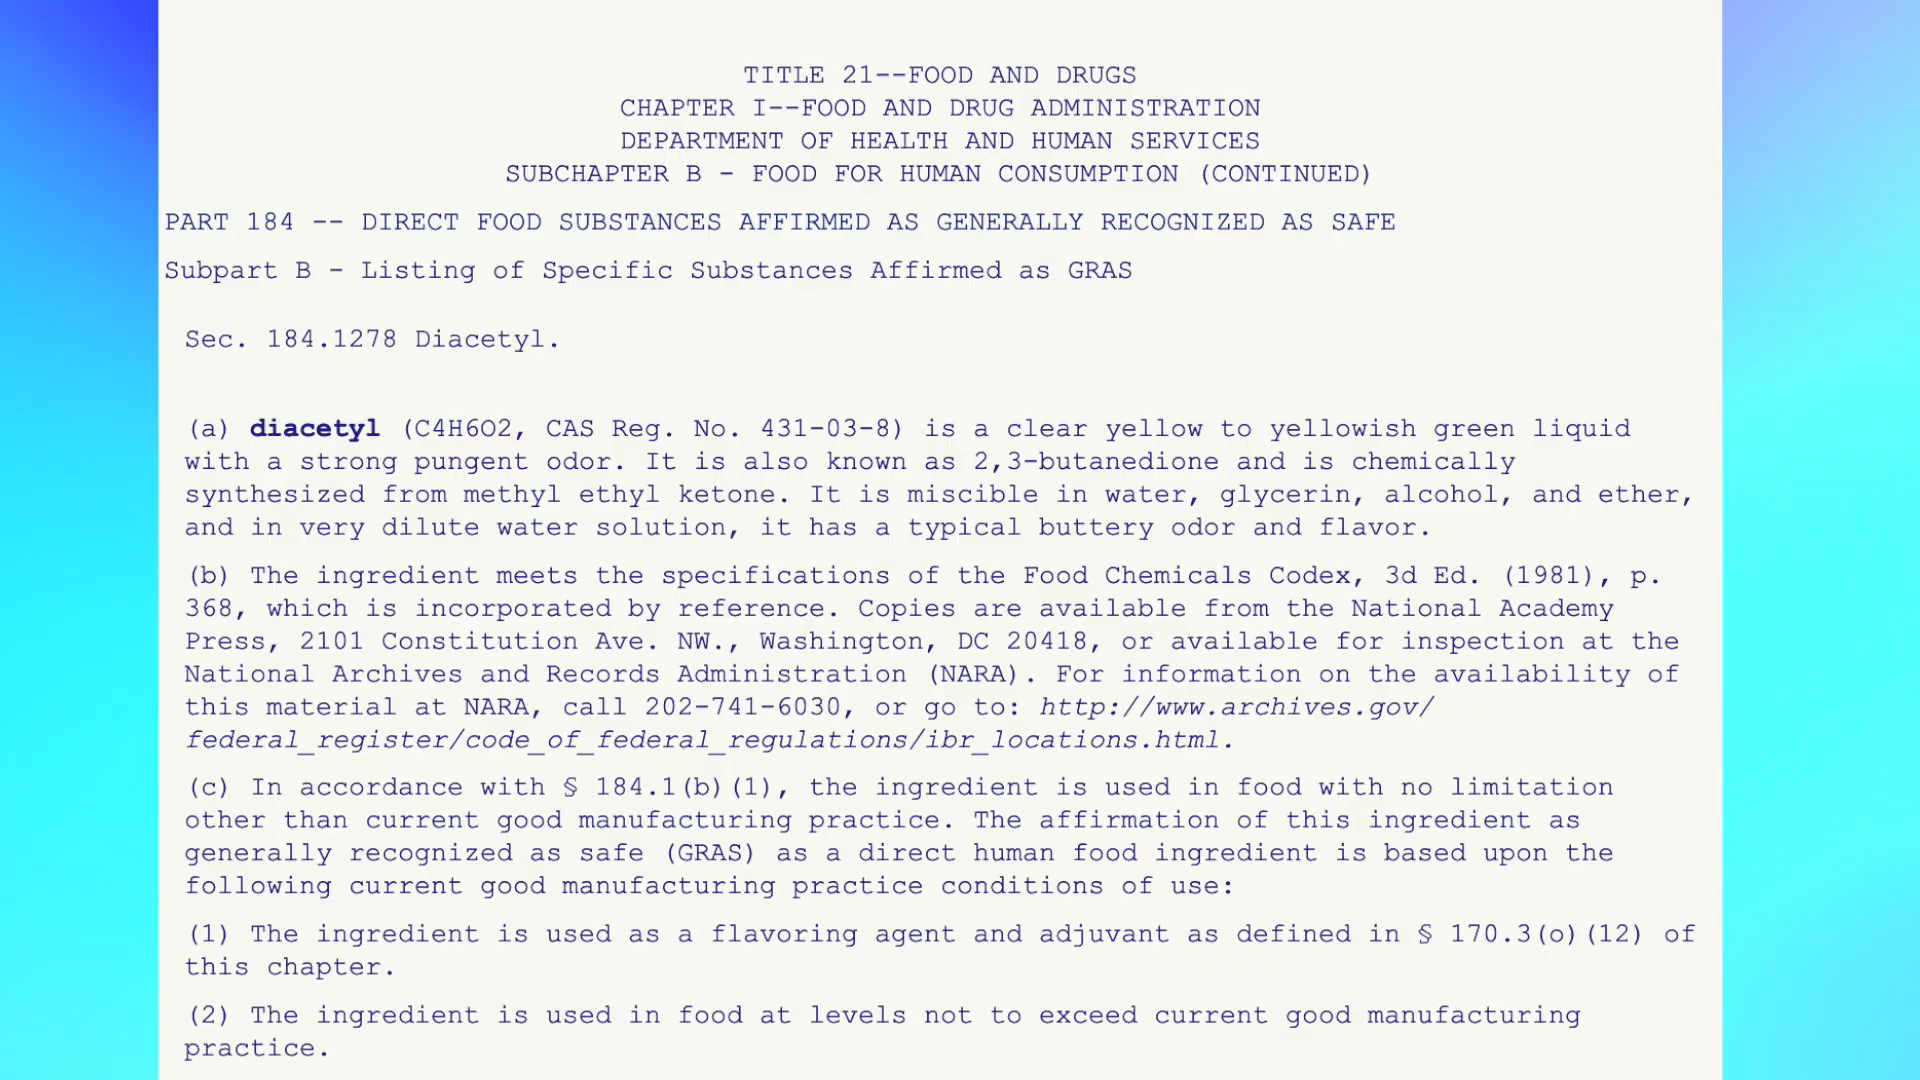 TITLE 21--FOOD AND DRUGS
CHAPTER I--FOOD AND DRUG ADMINISTRATION
DEPARTMENT OF HEALTH AND HUMAN SERVICES
SUBCHAPTER B - FOOD FOR HUMAN CONSUMPTION (CONTINUED)
PART 184 -- DIRECT FOOD SUBSTANCES AFFIRMED AS GENERALLY RECOGNIZED AS SAFE
Subpart B - Listing of Specific Substances Affirmed as GRAS
Sec. 184.1278 Diacetyl.
(a) diacetyl (C4H6O2, CAS Reg. No. 431-03-8) is a clear yellow to yellowish green liquid
with a strong pungent odor. It is also known as 2,3-butanedione and is chemically
synthesized from methyl ethyl ketone. It is miscible in water, glycerin, alcohol, and ether,
and in very dilute water solution, it has a typical buttery odor and flavor.
(b) The ingredient meets the specifications of the Food Chemicals Codex, 3d Ed. (1981), p.
368, which is incorporated by reference. Copies are available from the National Academy
Press, 2101 Constitution Ave. NW., Washington, DC 20418, or available for inspection at the
National Archives and Records Administration (NARA). For information on the availability of
this material at NARA, call 202-741-6030, or go to: http://www.archives.gov/
federal_register/code_of_federal_regulations/ibr_locations.html.
(c) In accordance with § 184.1(b)(1), the ingredient is used in food with no limitation
other than current good manufacturing practice. The affirmation of this ingredient as
generally recognized as safe (GRAS) as a direct human food ingredient is based upon the
following current good manufacturing practice conditions of use:
(1) The ingredient is used as a flavoring agent and adjuvant as defined in § 170.3(o)(12) of
this chapter.
(2) The ingredient is used in food at levels not to exceed current good manufacturing
practice.